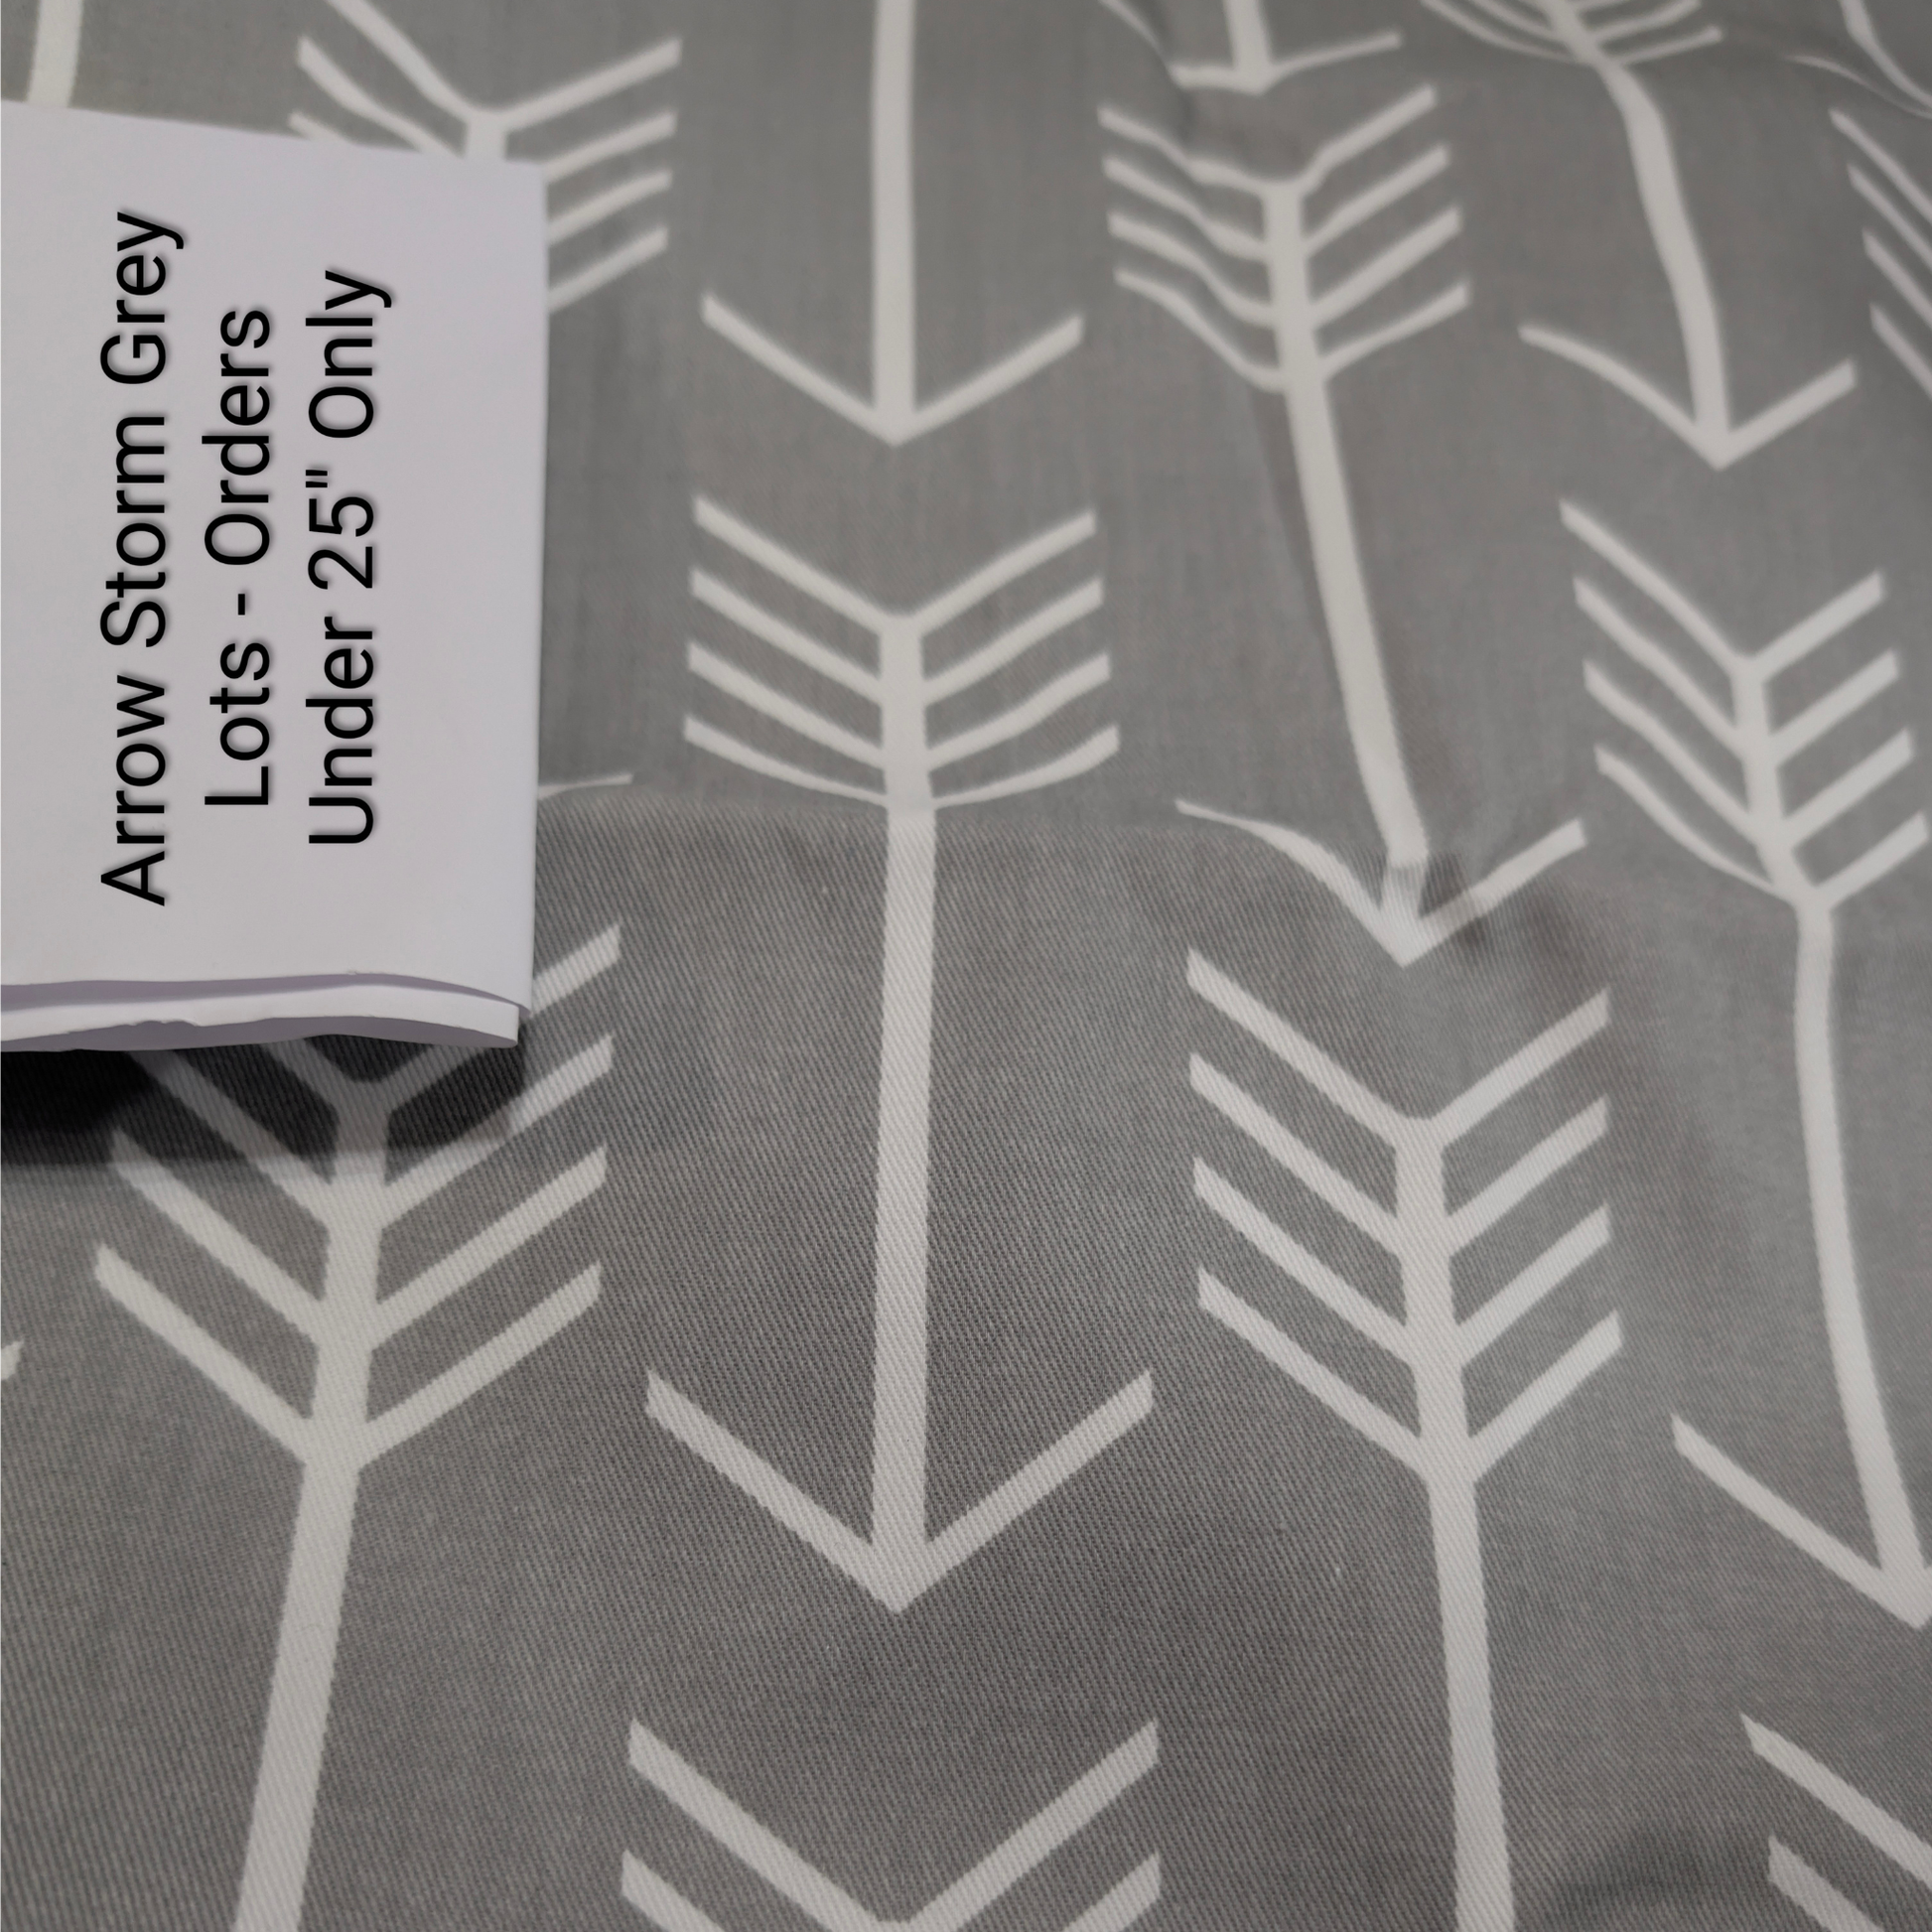 Arrow Storm Grey
Lots - Orders
Under 25" Only